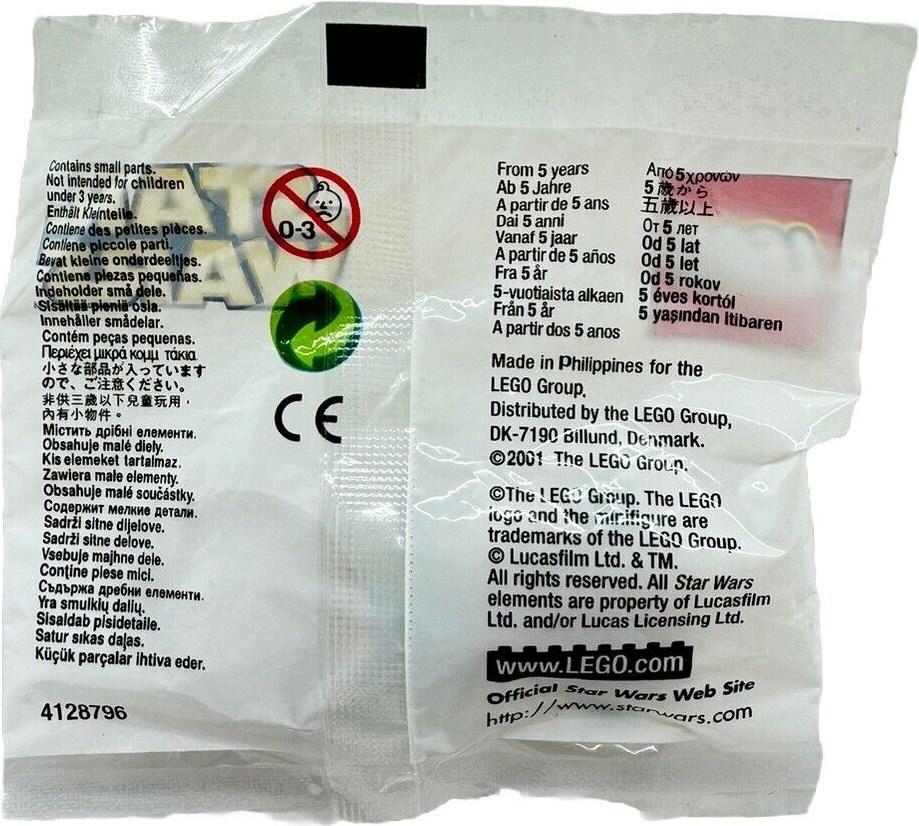 Contains small parts.
Not intended for children
under 3 years.
Enthält Kleinteile.
Contiene des petites pièces.
Contiene piccole parti.
Bevat kleine onderdeeltjes.
Contiene piezas pequeñas.
Indeholder små dele.
Sisältää pieniä osia.
Innehåller smådelar.
Contém peças pequenas.
Περιέχει μικρά κομμ τάκια
小さな部品が入っています
ので、ご注意ください。
非供三歲以下兒童玩用,
內有小物件。
Містить дрібні елементи.
Obsahuje malé diely.
Kis elemeket tartalmaz.
Zawiera małe elementy.
Obsahuje malé součástky.
Содержит мелкие детали.
Sadrži sitne dijelove.
Sadrži sitne delove.
Vsebuje majhne dele.
Conţine piese mici.
Съдържа дребни елементи.
Yra smulkių dalių.
Sisaldab pisidetaile.
Satur sīkas daļas.
Küçük parçalar ihtiva eder.
4128796
0-3
CE
From 5 years
Ab 5 Jahre
A partir de 5 ans
Dai 5 anni
Vanaf 5 jaar
A partir de 5 años
Fra 5 år
5-vuotiaista alkaen
Från 5 år
A partir dos 5 anos
Από 5 χρονών
5 歳から
五歲以上
От 5 лет
Od 5 lat
Od 5 let
Od 5 rokov
5 éves kortól
5 yaşından itibaren
Made in Philippines for the
LEGO Group.
Distributed by the LEGO Group,
DK-7190 Billund, Denmark.
©2001 The LEGO Group.
©The LEGO Group. The LEGO
logo and the minifigure are
trademarks of the LEGO Group.
© Lucasfilm Ltd. & TM.
All rights reserved. All Star Wars
elements are property of Lucasfilm
Ltd. and/or Lucas Licensing Ltd.
www.LEGO.com
Official Star Wars Web Site
http://www.starwars.com